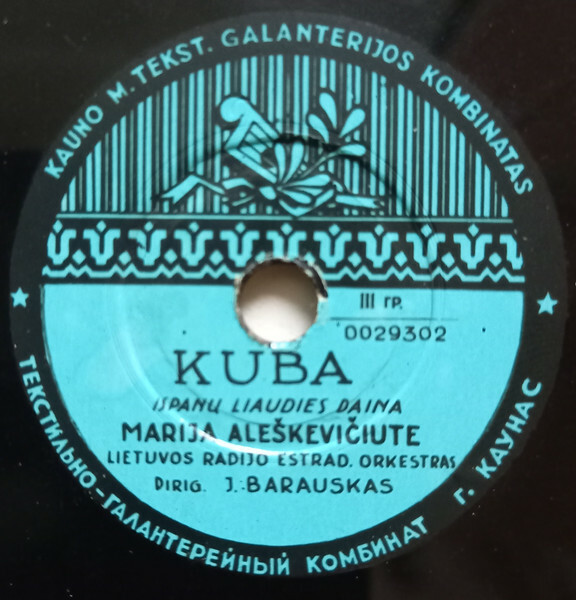 KAUNO M. TEKST. GALANTERIJOS KOMBINATAS
III гр.
0029302
KUBA
ISPANŲ LIAUDIES DAINA
MARIJA ALEŠKEVIČIUTE
LIETUVOS RADIJO ESTRAD. ORKESTRAS
DIRIG. J. BARAUSKAS
ТЕКСТИЛЬНО-ГАЛАНТЕРЕЙНЫЙ КОМБИНАТ Г. КАУНАС